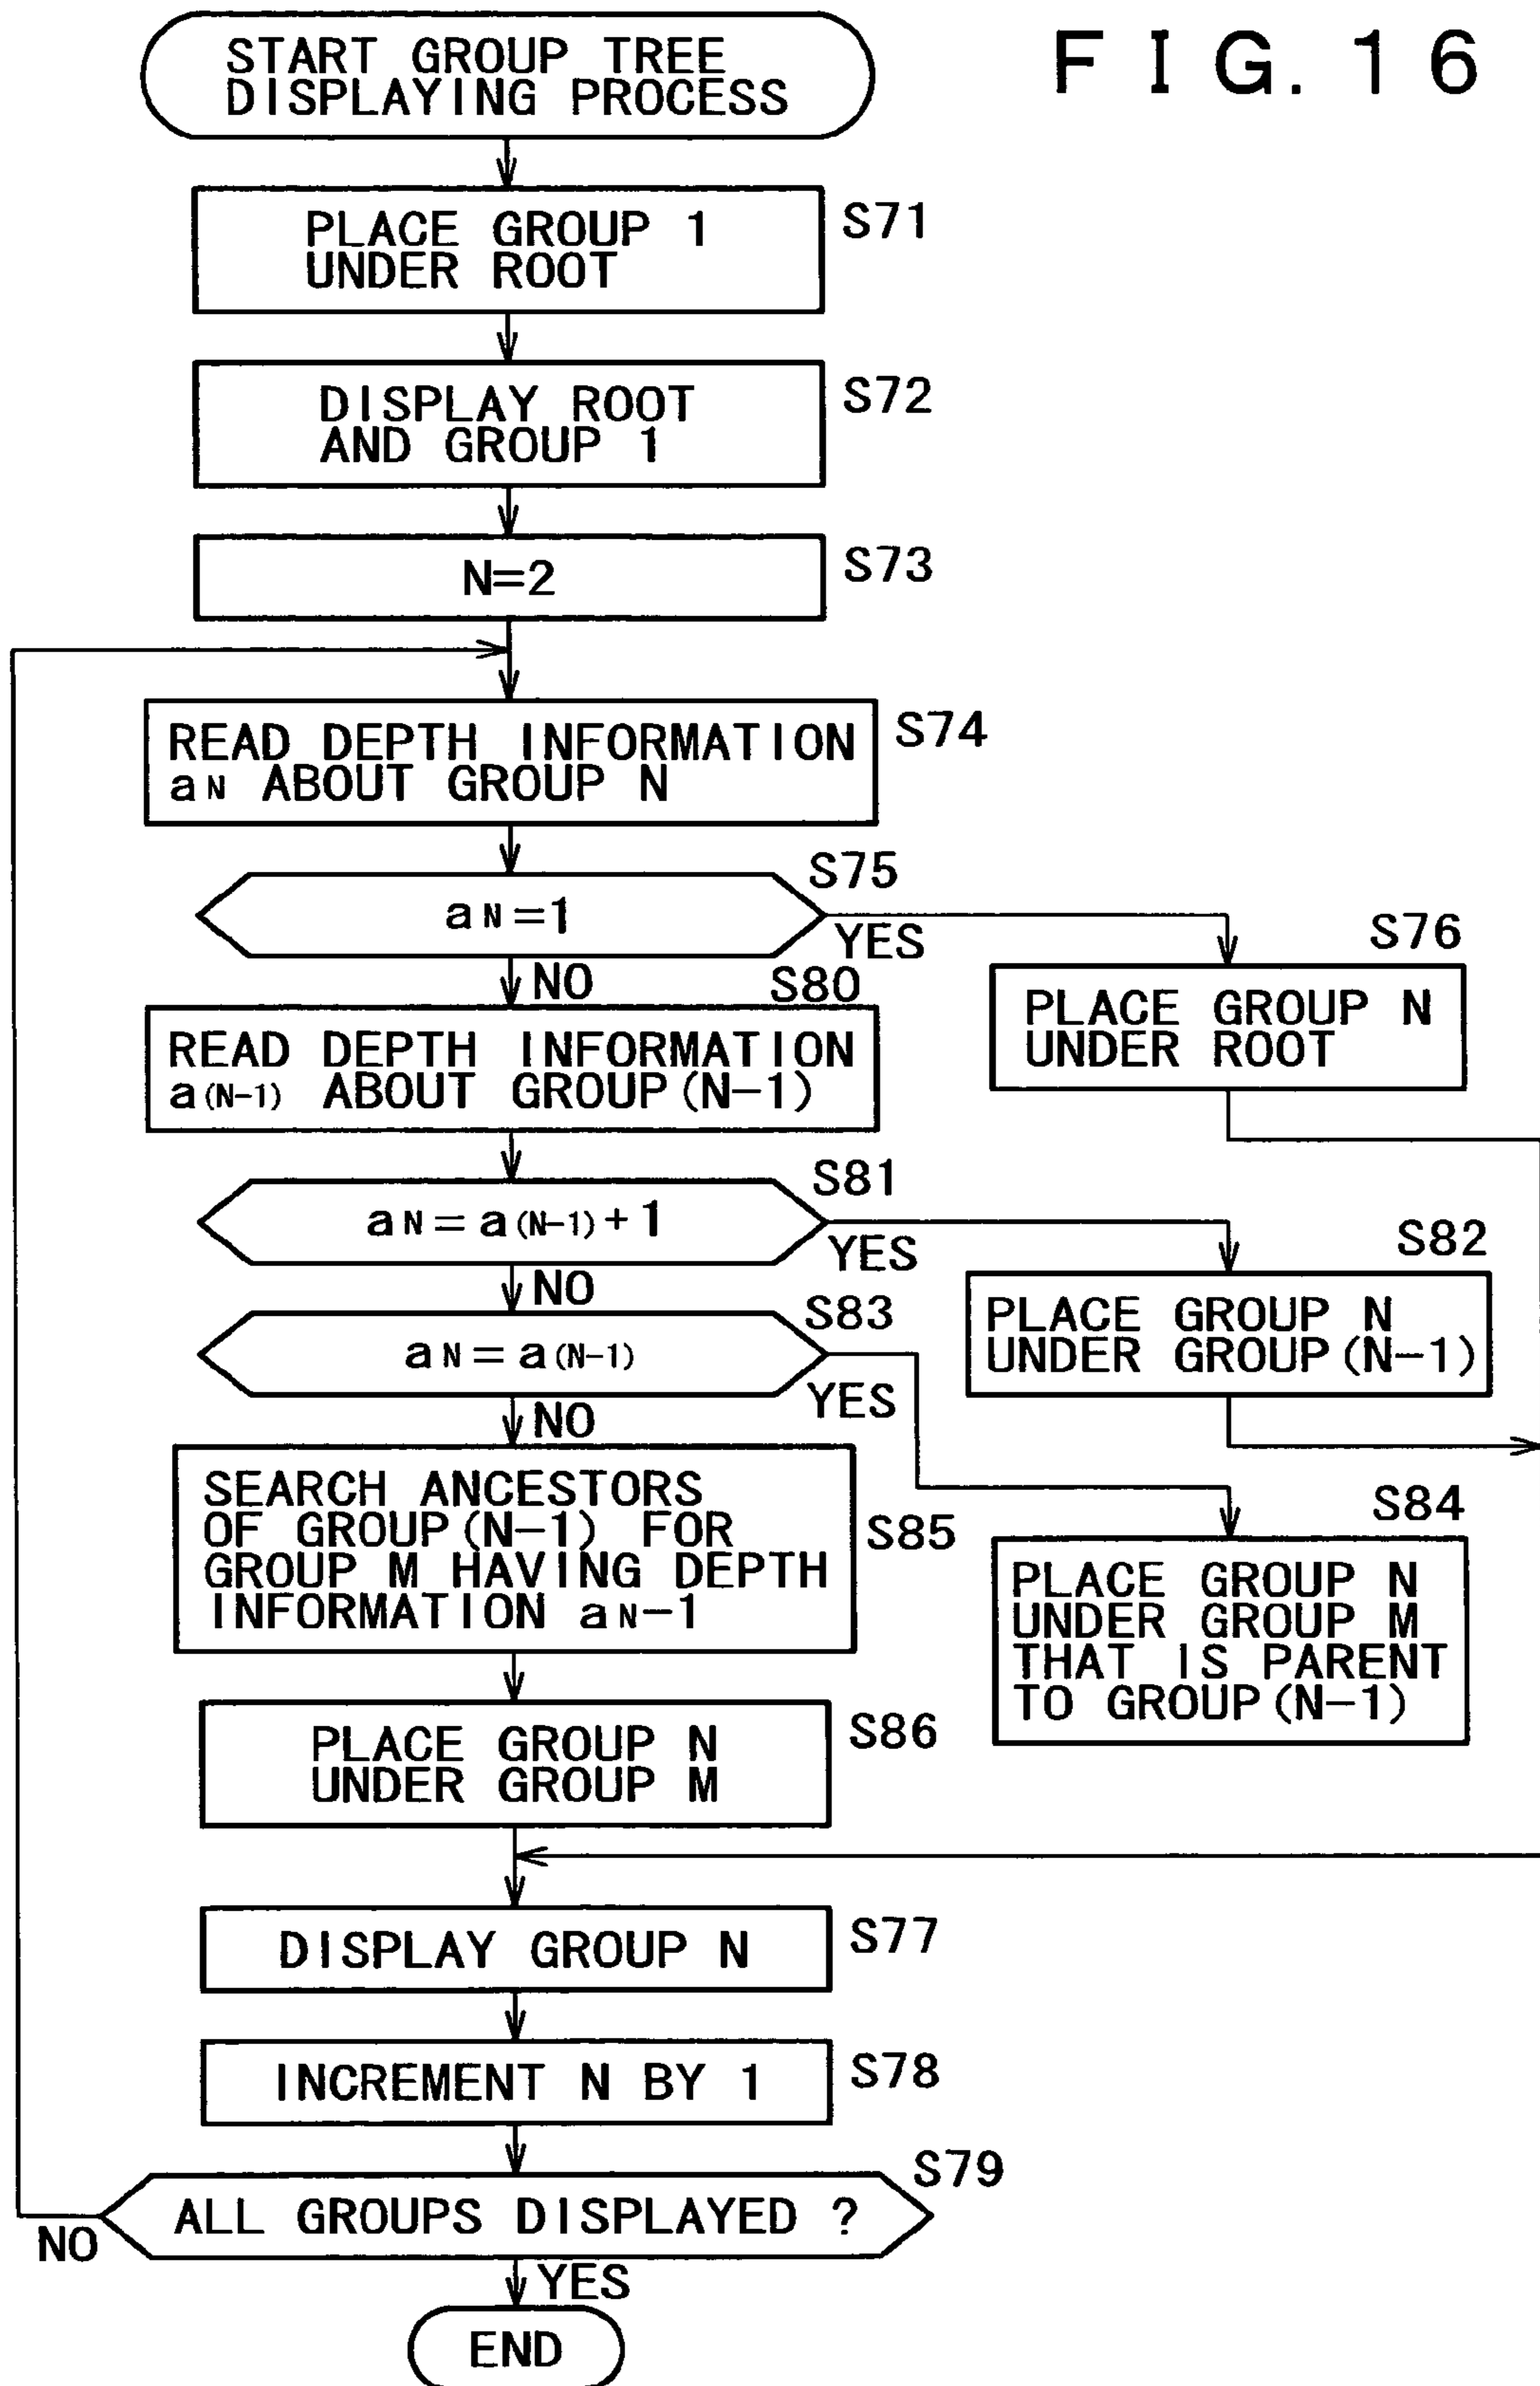 FIG. 16
START GROUP TREE
DISPLAYING PROCESS
PLACE GROUP 1
UNDER ROOT
S71
DISPLAY ROOT
AND GROUP 1
S72
N=2
S73
READ DEPTH INFORMATION
aN ABOUT GROUP N
S74
S75
aN=1
YES
NO
S76
PLACE GROUP N
UNDER ROOT
S80
READ DEPTH INFORMATION
a(N-1) ABOUT GROUP(N-1)
S81
aN=a(N-1)+1
YES
NO
S82
PLACE GROUP N
UNDER GROUP(N-1)
S83
aN=a(N-1)
YES
NO
S84
PLACE GROUP N
UNDER GROUP M
THAT IS PARENT
TO GROUP(N-1)
SEARCH ANCESTORS
OF GROUP(N-1) FOR
GROUP M HAVING DEPTH
INFORMATION aN-1
S85
PLACE GROUP N
UNDER GROUP M
S86
DISPLAY GROUP N
S77
INCREMENT N BY 1
S78
S79
ALL GROUPS DISPLAYED ?
NO
YES
END